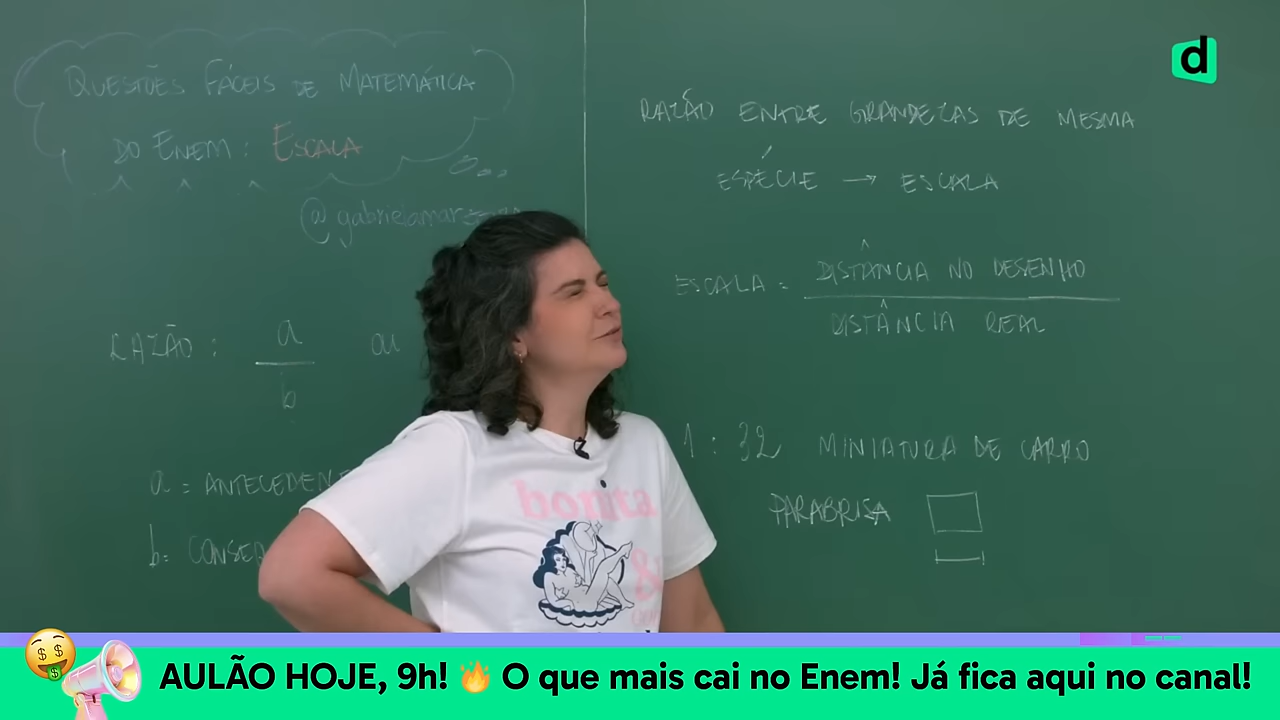 QUESTÕES FÁCEIS DE MATEMÁTICA
DO ENEM: ESCALA
RAZÃO: a ou
b
a = ANTECEDEN
b = CONSEQ
RAZÃO ENTRE GRANDEZAS DE MESMA
ESPÉCIE → ESCALA
ESCALA = DISTÂNCIA NO DESENHO
DISTÂNCIA REAL
1 : 32 MINIATURA DE CARRO
PARABRISA
d
bonita
&
AULÃO HOJE, 9h! 🔥 O que mais cai no Enem! Já fica aqui no canal!